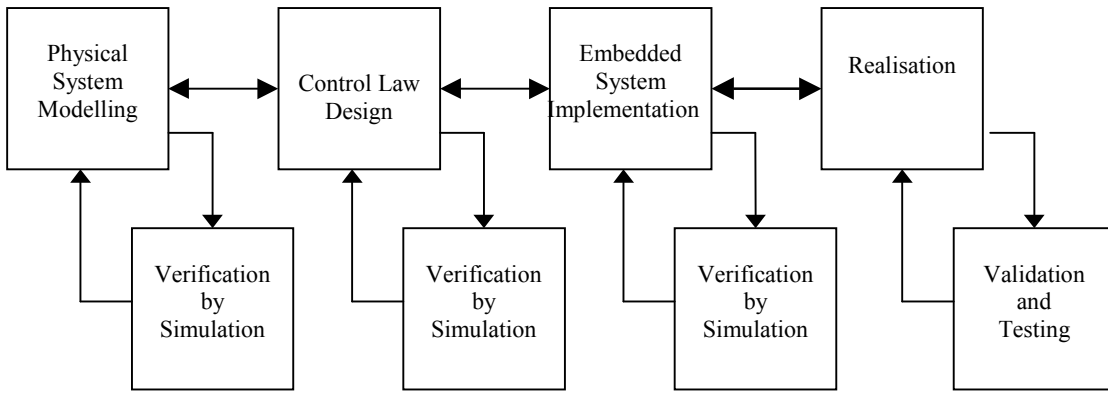 Physical
System
Modelling
Control Law
Design
Embedded
System
Implementation
Realisation
Verification
by
Simulation
Verification
by
Simulation
Verification
by
Simulation
Validation
and
Testing